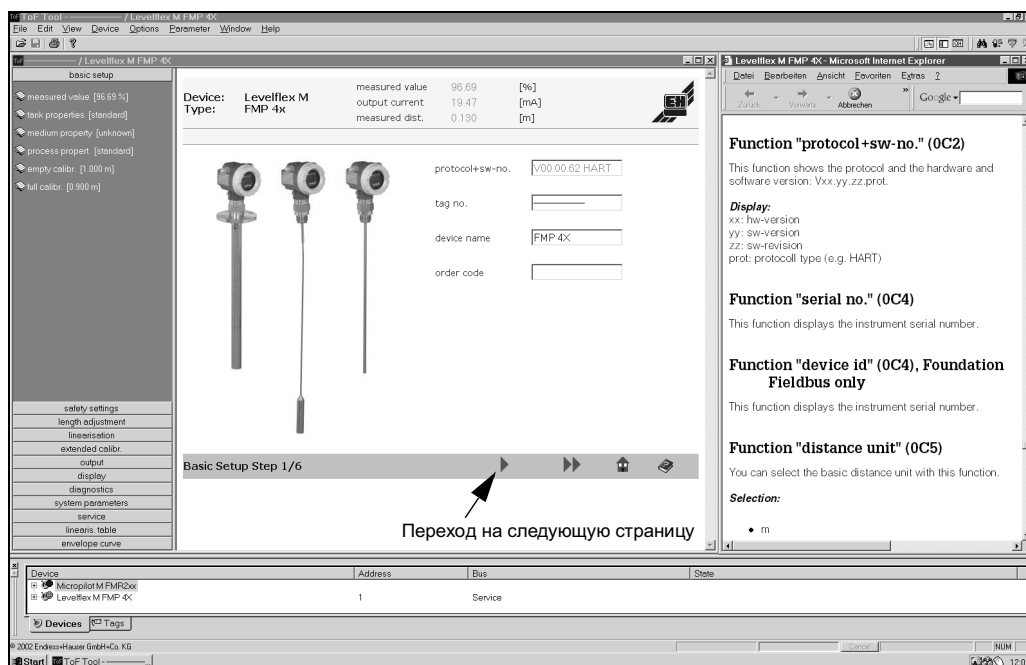 ToF Tool - ———— / Levelflex M FMP 4X
File Edit View Device Options Parameter Window Help
———— / Levelflex M FMP 4X
basic setup
measured value [96.69 %]
tank properties [standard]
medium property [unknown]
process propert. [standard]
empty calibr. [1.000 m]
full calibr. [0.900 m]
safety settings
length adjustment
linearisation
extended calibr.
output
display
diagnostics
system parameters
service
linearis. table
envelope curve
Device: Levelflex M
Type: FMP 4x
measured value 96.69 [%]
output current 19.47 [mA]
measured dist. 0.130 [m]
EH
protocol+sw-no. V00.00.62 HART
tag no. ————
device name FMP 4X
order code
Basic Setup Step 1/6
Переход на следующую страницу
Levelflex M FMP 4X - Microsoft Internet Explorer
Datei Bearbeiten Ansicht Favoriten Extras ?
Zurück Vorwärts Abbrechen » Google
Function "protocol+sw-no." (0C2)
This function shows the protocol and the hardware and
software version: Vxx.yy.zz.prot.
Display:
xx: hw-version
yy: sw-version
zz: sw-revision
prot: protocoll type (e.g. HART)
Function "serial no." (0C4)
This function displays the instrument serial number.
Function "device id" (0C4), Foundation
Fieldbus only
This function displays the instrument serial number.
Function "distance unit" (0C5)
You can select the basic distance unit with this function.
Selection:
• m
Device Address Bus State
Micropilot M FMR2xx
Levelflex M FMP 4X 1 Service
Devices Tags
© 2002 Endress+Hauser GmbH+Co. KG
Cancel NUM
Start ToF Tool - ————... 12:0